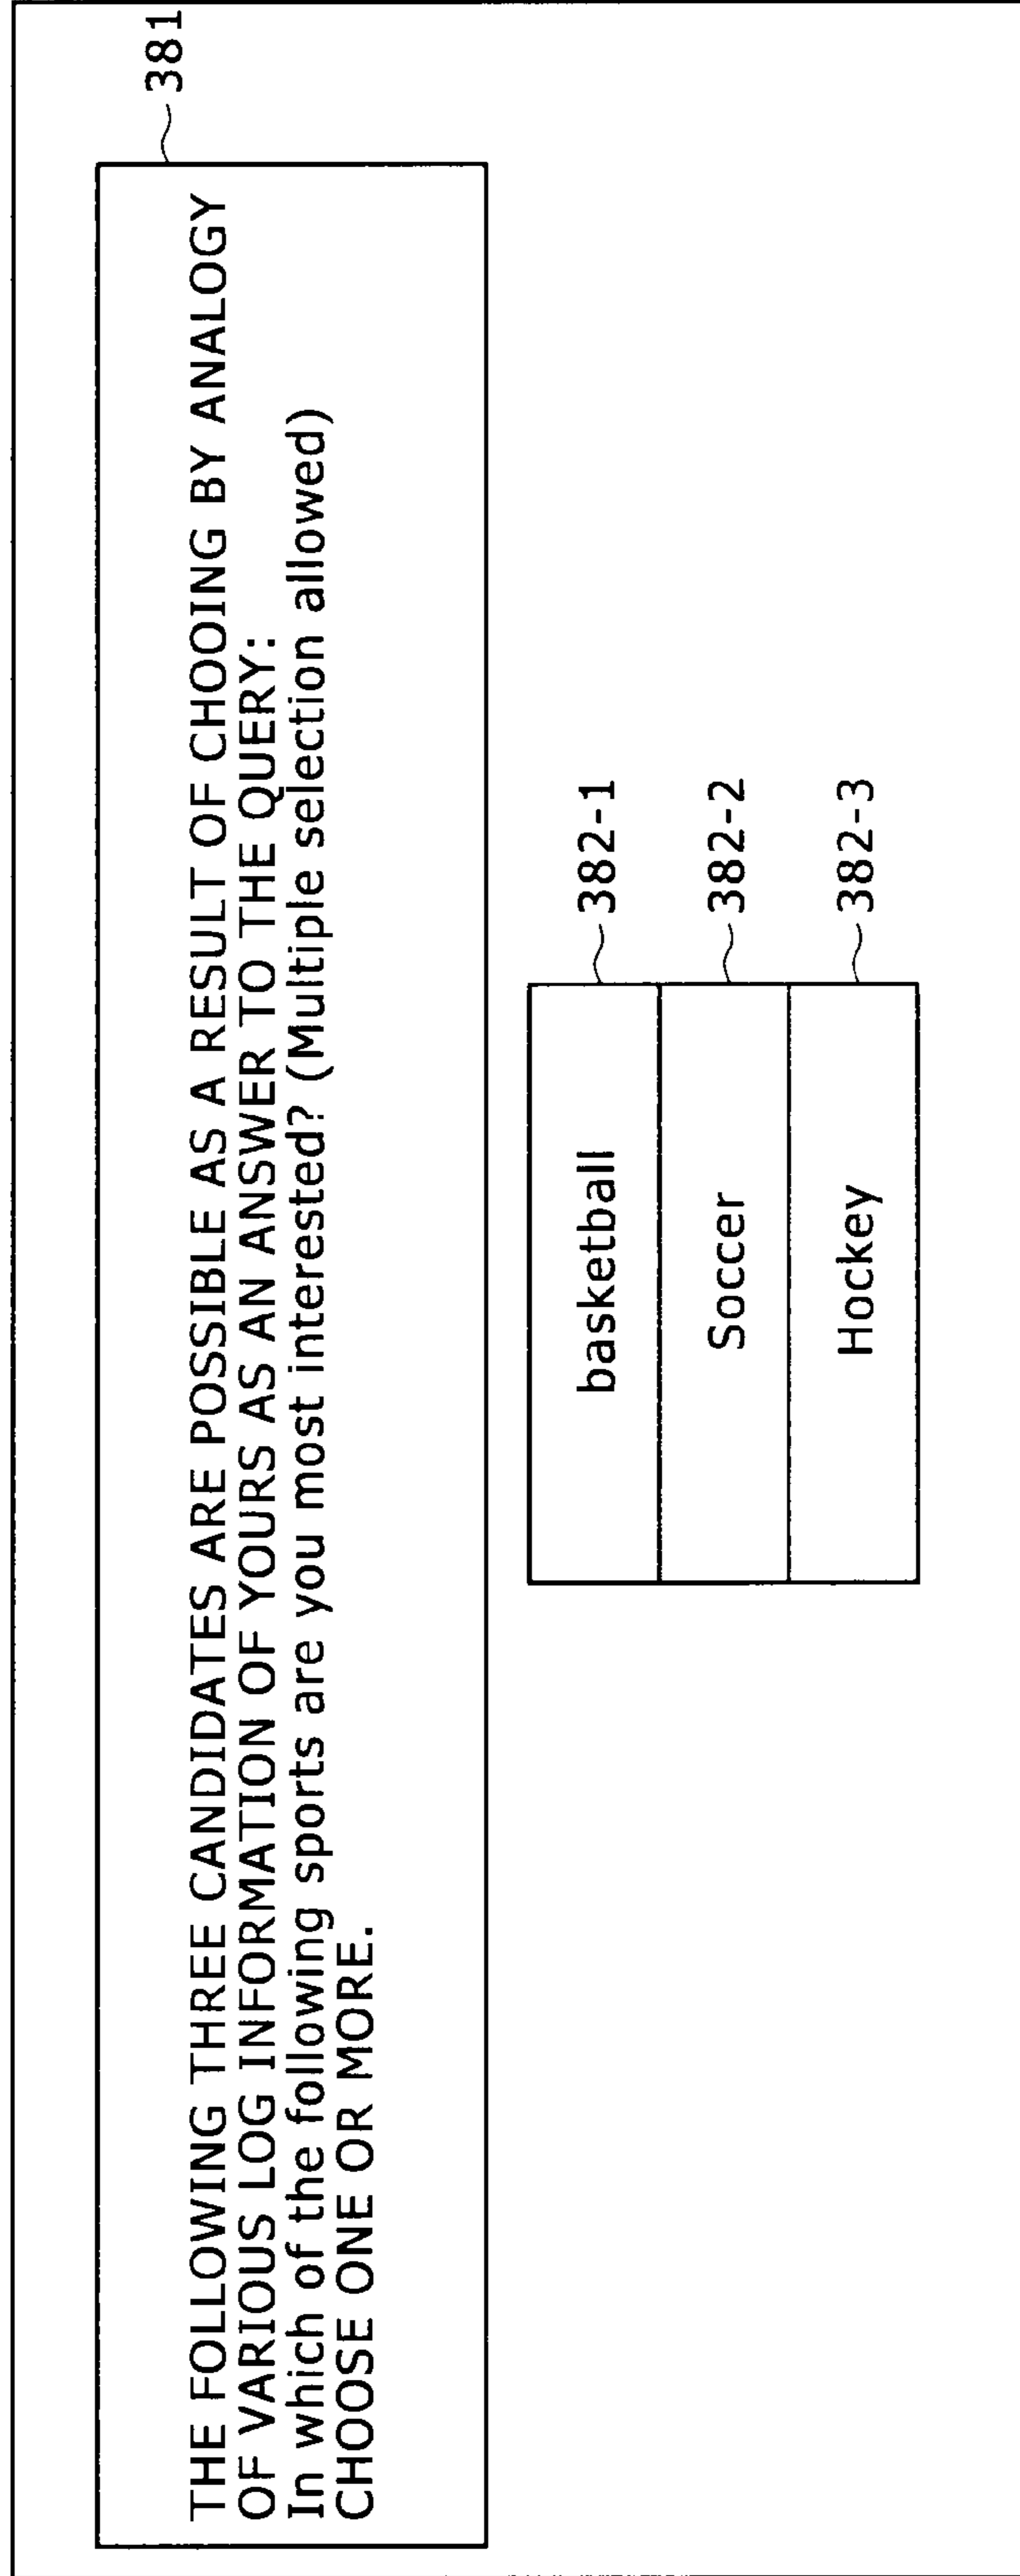 381
THE FOLLOWING THREE CANDIDATES ARE POSSIBLE AS A RESULT OF CHOOING BY ANALOGY
OF VARIOUS LOG INFORMATION OF YOURS AS AN ANSWER TO THE QUERY:
In which of the following sports are you most interested? (Multiple selection allowed)
CHOOSE ONE OR MORE.
basketball 382-1
Soccer 382-2
Hockey 382-3